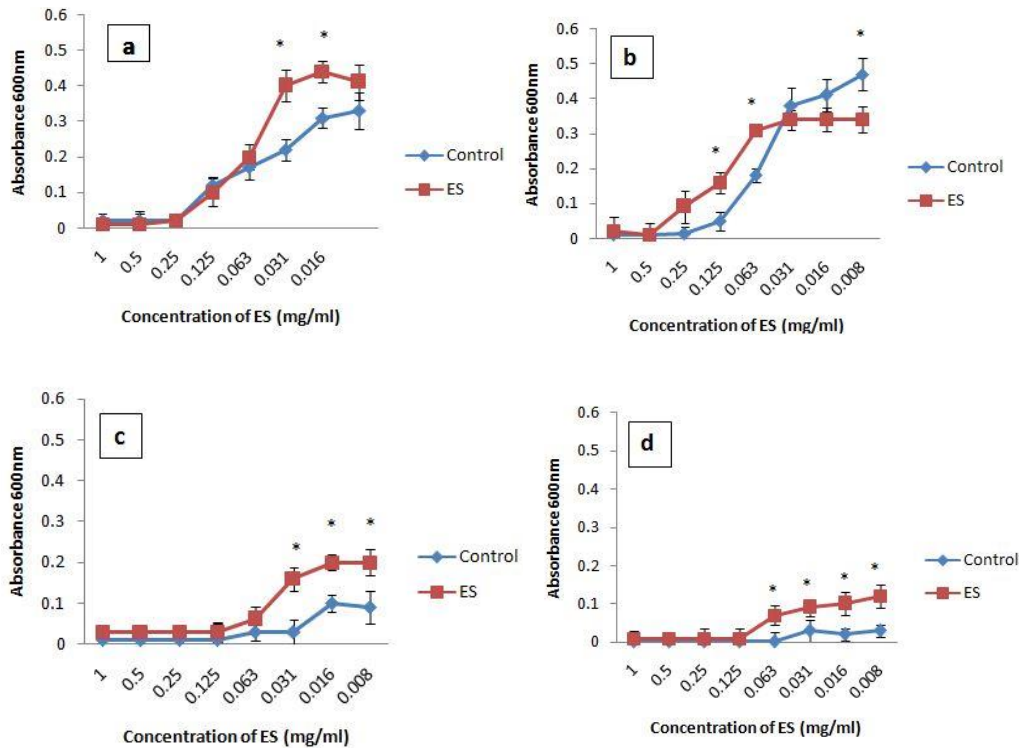 a
Absorbance 600nm
0.6
0.5
0.4
0.3
0.2
0.1
0
* *
Control
ES
1 0.5 0.25 0.125 0.063 0.031 0.016
Concentration of ES (mg/ml)
b
Absorbance 600nm
0.6
0.5
0.4
0.3
0.2
0.1
0
* * *
Control
ES
1 0.5 0.25 0.125 0.063 0.031 0.016 0.008
Concentration of ES (mg/ml)
c
Absorbance 600nm
0.6
0.5
0.4
0.3
0.2
0.1
0
* * *
Control
ES
1 0.5 0.25 0.125 0.063 0.031 0.016 0.008
Concentration of ES (mg/ml)
d
Absorbance 600nm
0.6
0.5
0.4
0.3
0.2
0.1
0
* * * *
Control
ES
1 0.5 0.25 0.125 0.063 0.031 0.016 0.008
Concentration of ES (mg/ml)